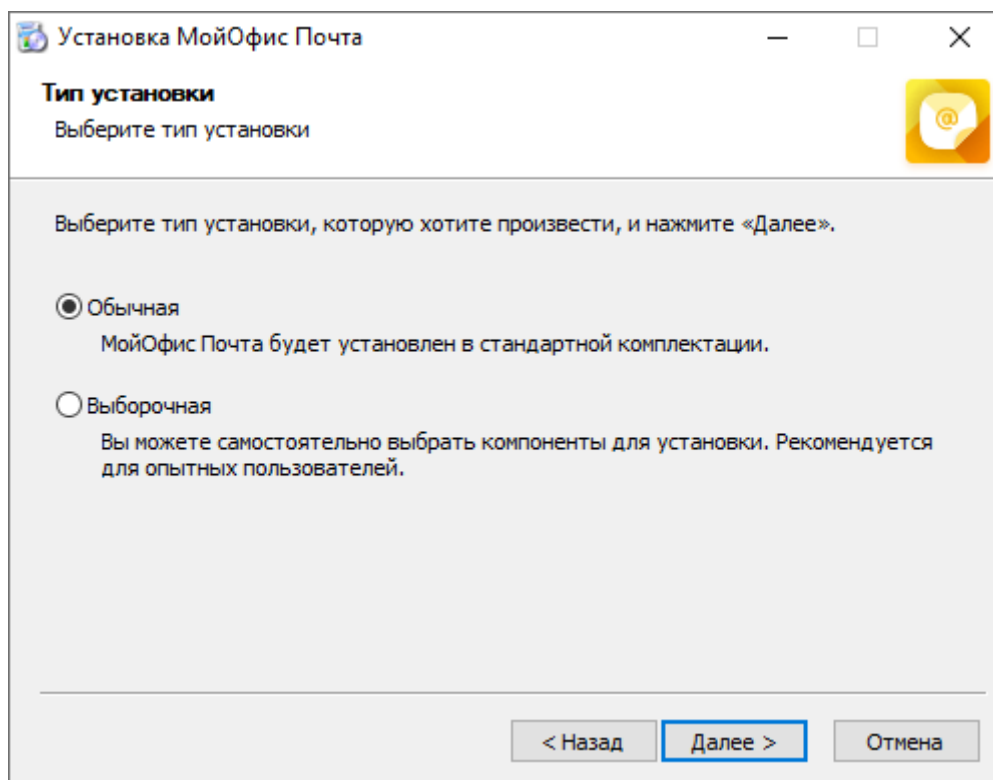 Установка МойОфис Почта
Тип установки
Выберите тип установки
@
Выберите тип установки, которую хотите произвести, и нажмите «Далее».
Обычная
МойОфис Почта будет установлен в стандартной комплектации.
Выборочная
Вы можете самостоятельно выбрать компоненты для установки. Рекомендуется
для опытных пользователей.
< Назад
Далее >
Отмена